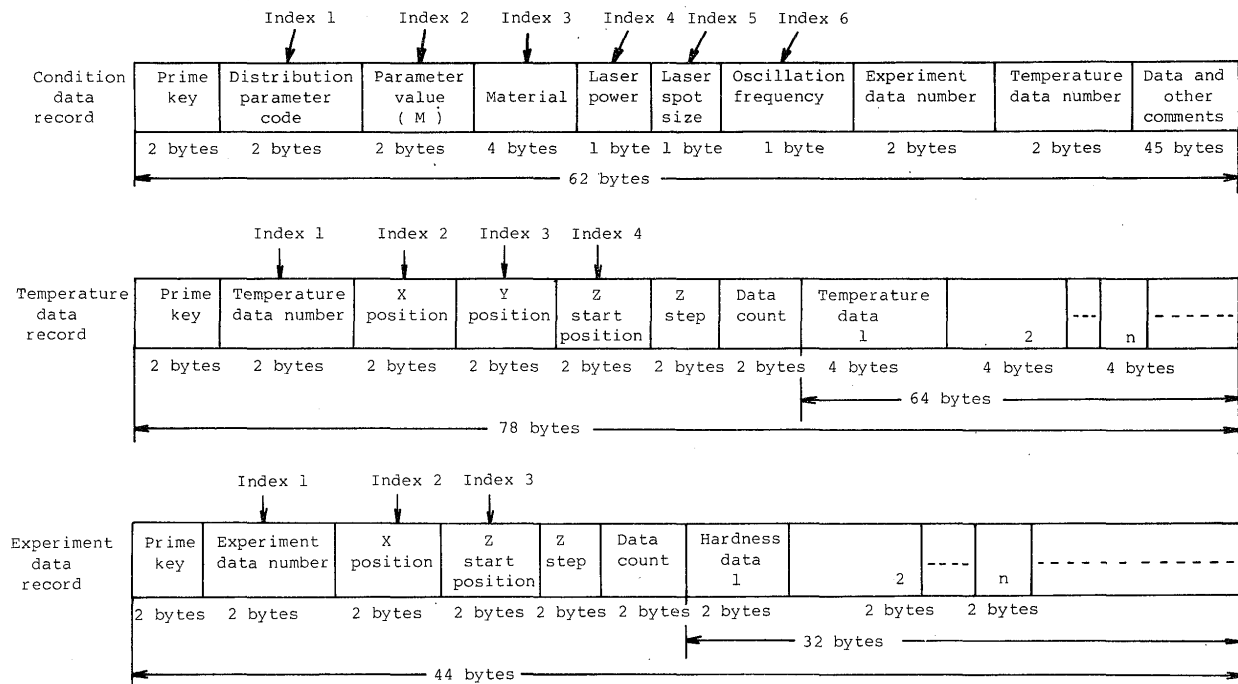 Index 1 Index 2 Index 3 Index 4 Index 5 Index 6
Condition data record
Prime key
Distribution parameter code
Parameter value ( M )
Material
Laser power
Laser spot size
Oscillation frequency
Experiment data number
Temperature data number
Data and other comments
2 bytes 2 bytes 2 bytes 4 bytes 1 byte 1 byte 1 byte 2 bytes 2 bytes 45 bytes
62 bytes
Index 1 Index 2 Index 3 Index 4
Temperature data record
Prime key
Temperature data number
X position
Y position
Z start position
Z step
Data count
Temperature data 1
2
----
n
--------
2 bytes 2 bytes 2 bytes 2 bytes 2 bytes 2 bytes 2 bytes 4 bytes 4 bytes 4 bytes
64 bytes
78 bytes
Index 1 Index 2 Index 3
Experiment data record
Prime key
Experiment data number
X position
Z start position
Z step
Data count
Hardness data 1
2
-----
n
---------------
2 bytes 2 bytes 2 bytes 2 bytes 2 bytes 2 bytes 2 bytes 2 bytes 2 bytes
32 bytes
44 bytes